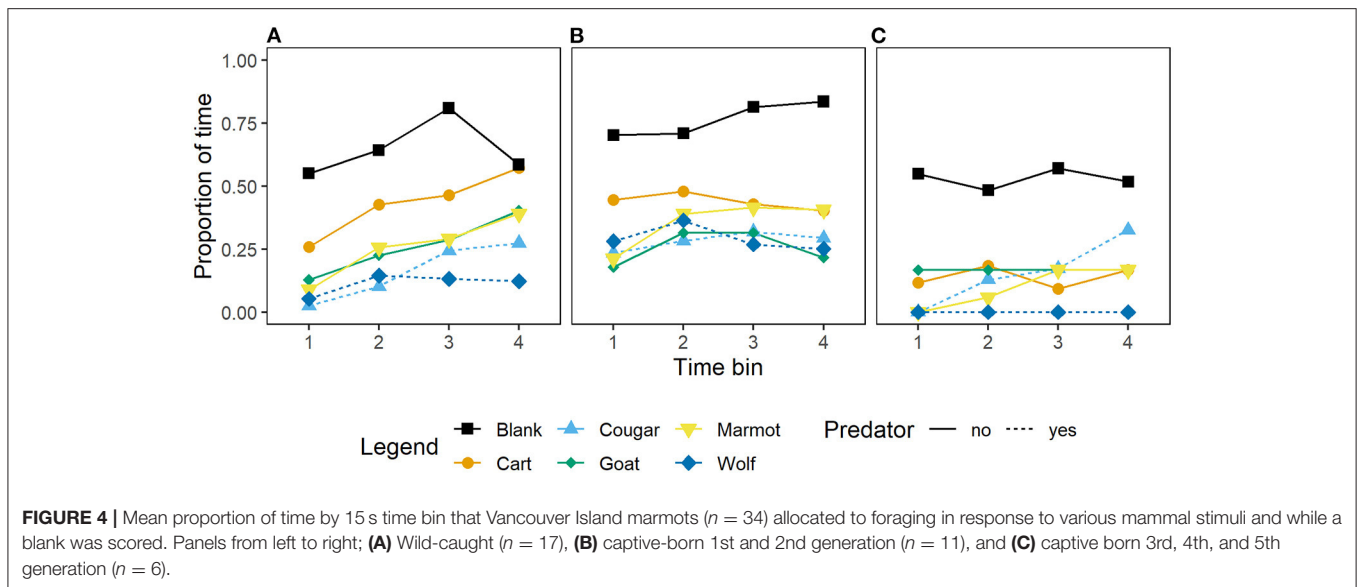 A B C
1.00
0.75
0.50
0.25
0.00
Proportion of time
1 2 3 4 1 2 3 4 1 2 3 4
Time bin
Legend Blank Cougar Marmot Predator no yes
Cart Goat Wolf
FIGURE 4 | Mean proportion of time by 15 s time bin that Vancouver Island marmots (n = 34) allocated to foraging in response to various mammal stimuli and while a
blank was scored. Panels from left to right; (A) Wild-caught (n = 17), (B) captive-born 1st and 2nd generation (n = 11), and (C) captive born 3rd, 4th, and 5th
generation (n = 6).